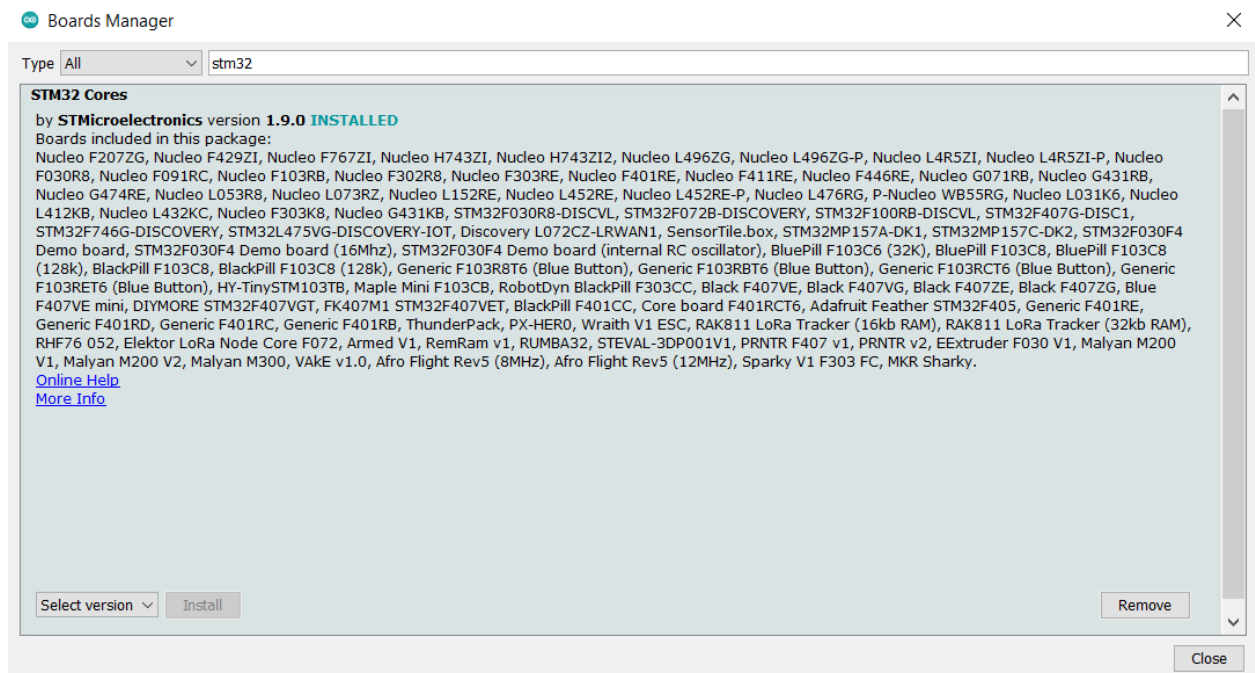 Boards Manager
Type All stm32
STM32 Cores
by STMicroelectronics version 1.9.0 INSTALLED
Boards included in this package:
Nucleo F207ZG, Nucleo F429ZI, Nucleo F767ZI, Nucleo H743ZI, Nucleo H743ZI2, Nucleo L496ZG, Nucleo L496ZG-P, Nucleo L4R5ZI, Nucleo L4R5ZI-P, Nucleo
F030R8, Nucleo F091RC, Nucleo F103RB, Nucleo F302R8, Nucleo F303RE, Nucleo F401RE, Nucleo F411RE, Nucleo F446RE, Nucleo G071RB, Nucleo G431RB,
Nucleo G474RE, Nucleo L053R8, Nucleo L073RZ, Nucleo L152RE, Nucleo L452RE, Nucleo L452RE-P, Nucleo L476RG, P-Nucleo WB55RG, Nucleo L031K6, Nucleo
L412KB, Nucleo L432KC, Nucleo F303K8, Nucleo G431KB, STM32F030R8-DISCVL, STM32F072B-DISCOVERY, STM32F100RB-DISCVL, STM32F407G-DISC1,
STM32F746G-DISCOVERY, STM32L475VG-DISCOVERY-IOT, Discovery L072CZ-LRWAN1, SensorTile.box, STM32MP157A-DK1, STM32MP157C-DK2, STM32F030F4
Demo board, STM32F030F4 Demo board (16Mhz), STM32F030F4 Demo board (internal RC oscillator), BluePill F103C6 (32K), BluePill F103C8, BluePill F103C8
(128k), BlackPill F103C8, BlackPill F103C8 (128k), Generic F103R8T6 (Blue Button), Generic F103RBT6 (Blue Button), Generic F103RCT6 (Blue Button), Generic
F103RET6 (Blue Button), HY-TinySTM103TB, Maple Mini F103CB, RobotDyn BlackPill F303CC, Black F407VE, Black F407VG, Black F407ZE, Black F407ZG, Blue
F407VE mini, DIYMORE STM32F407VGT, FK407M1 STM32F407VET, BlackPill F401CC, Core board F401RCT6, Adafruit Feather STM32F405, Generic F401RE,
Generic F401RD, Generic F401RC, Generic F401RB, ThunderPack, PX-HER0, Wraith V1 ESC, RAK811 LoRa Tracker (16kb RAM), RAK811 LoRa Tracker (32kb RAM),
RHF76 052, Elektor LoRa Node Core F072, Armed V1, RemRam v1, RUMBA32, STEVAL-3DP001V1, PRNTR F407 v1, PRNTR v2, EExtruder F030 V1, Malyan M200
V1, Malyan M200 V2, Malyan M300, VAkE v1.0, Afro Flight Rev5 (8MHz), Afro Flight Rev5 (12MHz), Sparky V1 F303 FC, MKR Sharky.
Online Help
More Info
Select version Install Remove
Close